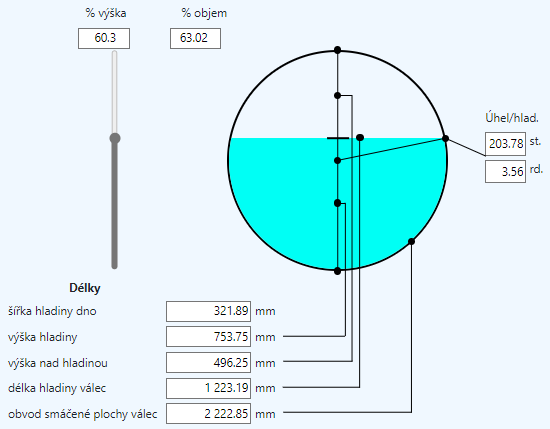 % výška % objem
60.3 63.02
Úhel/hlad.
203.78 st.
3.56 rd.
Délky
šířka hladiny dno 321.89 mm
výška hladiny 753.75 mm
výška nad hladinou 496.25 mm
délka hladiny válec 1 223.19 mm
obvod smáčené plochy válec 2 222.85 mm